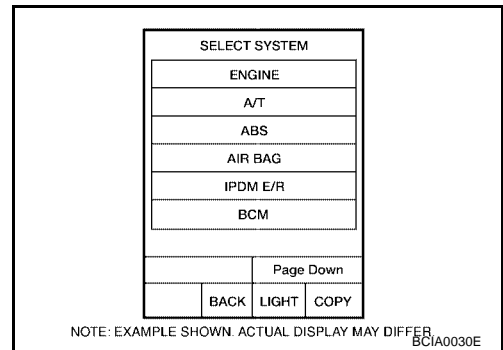 SELECT SYSTEM
ENGINE
A/T
ABS
AIR BAG
IPDM E/R
BCM
Page Down
BACK LIGHT COPY
NOTE: EXAMPLE SHOWN. ACTUAL DISPLAY MAY DIFFER.
BCIA0030E